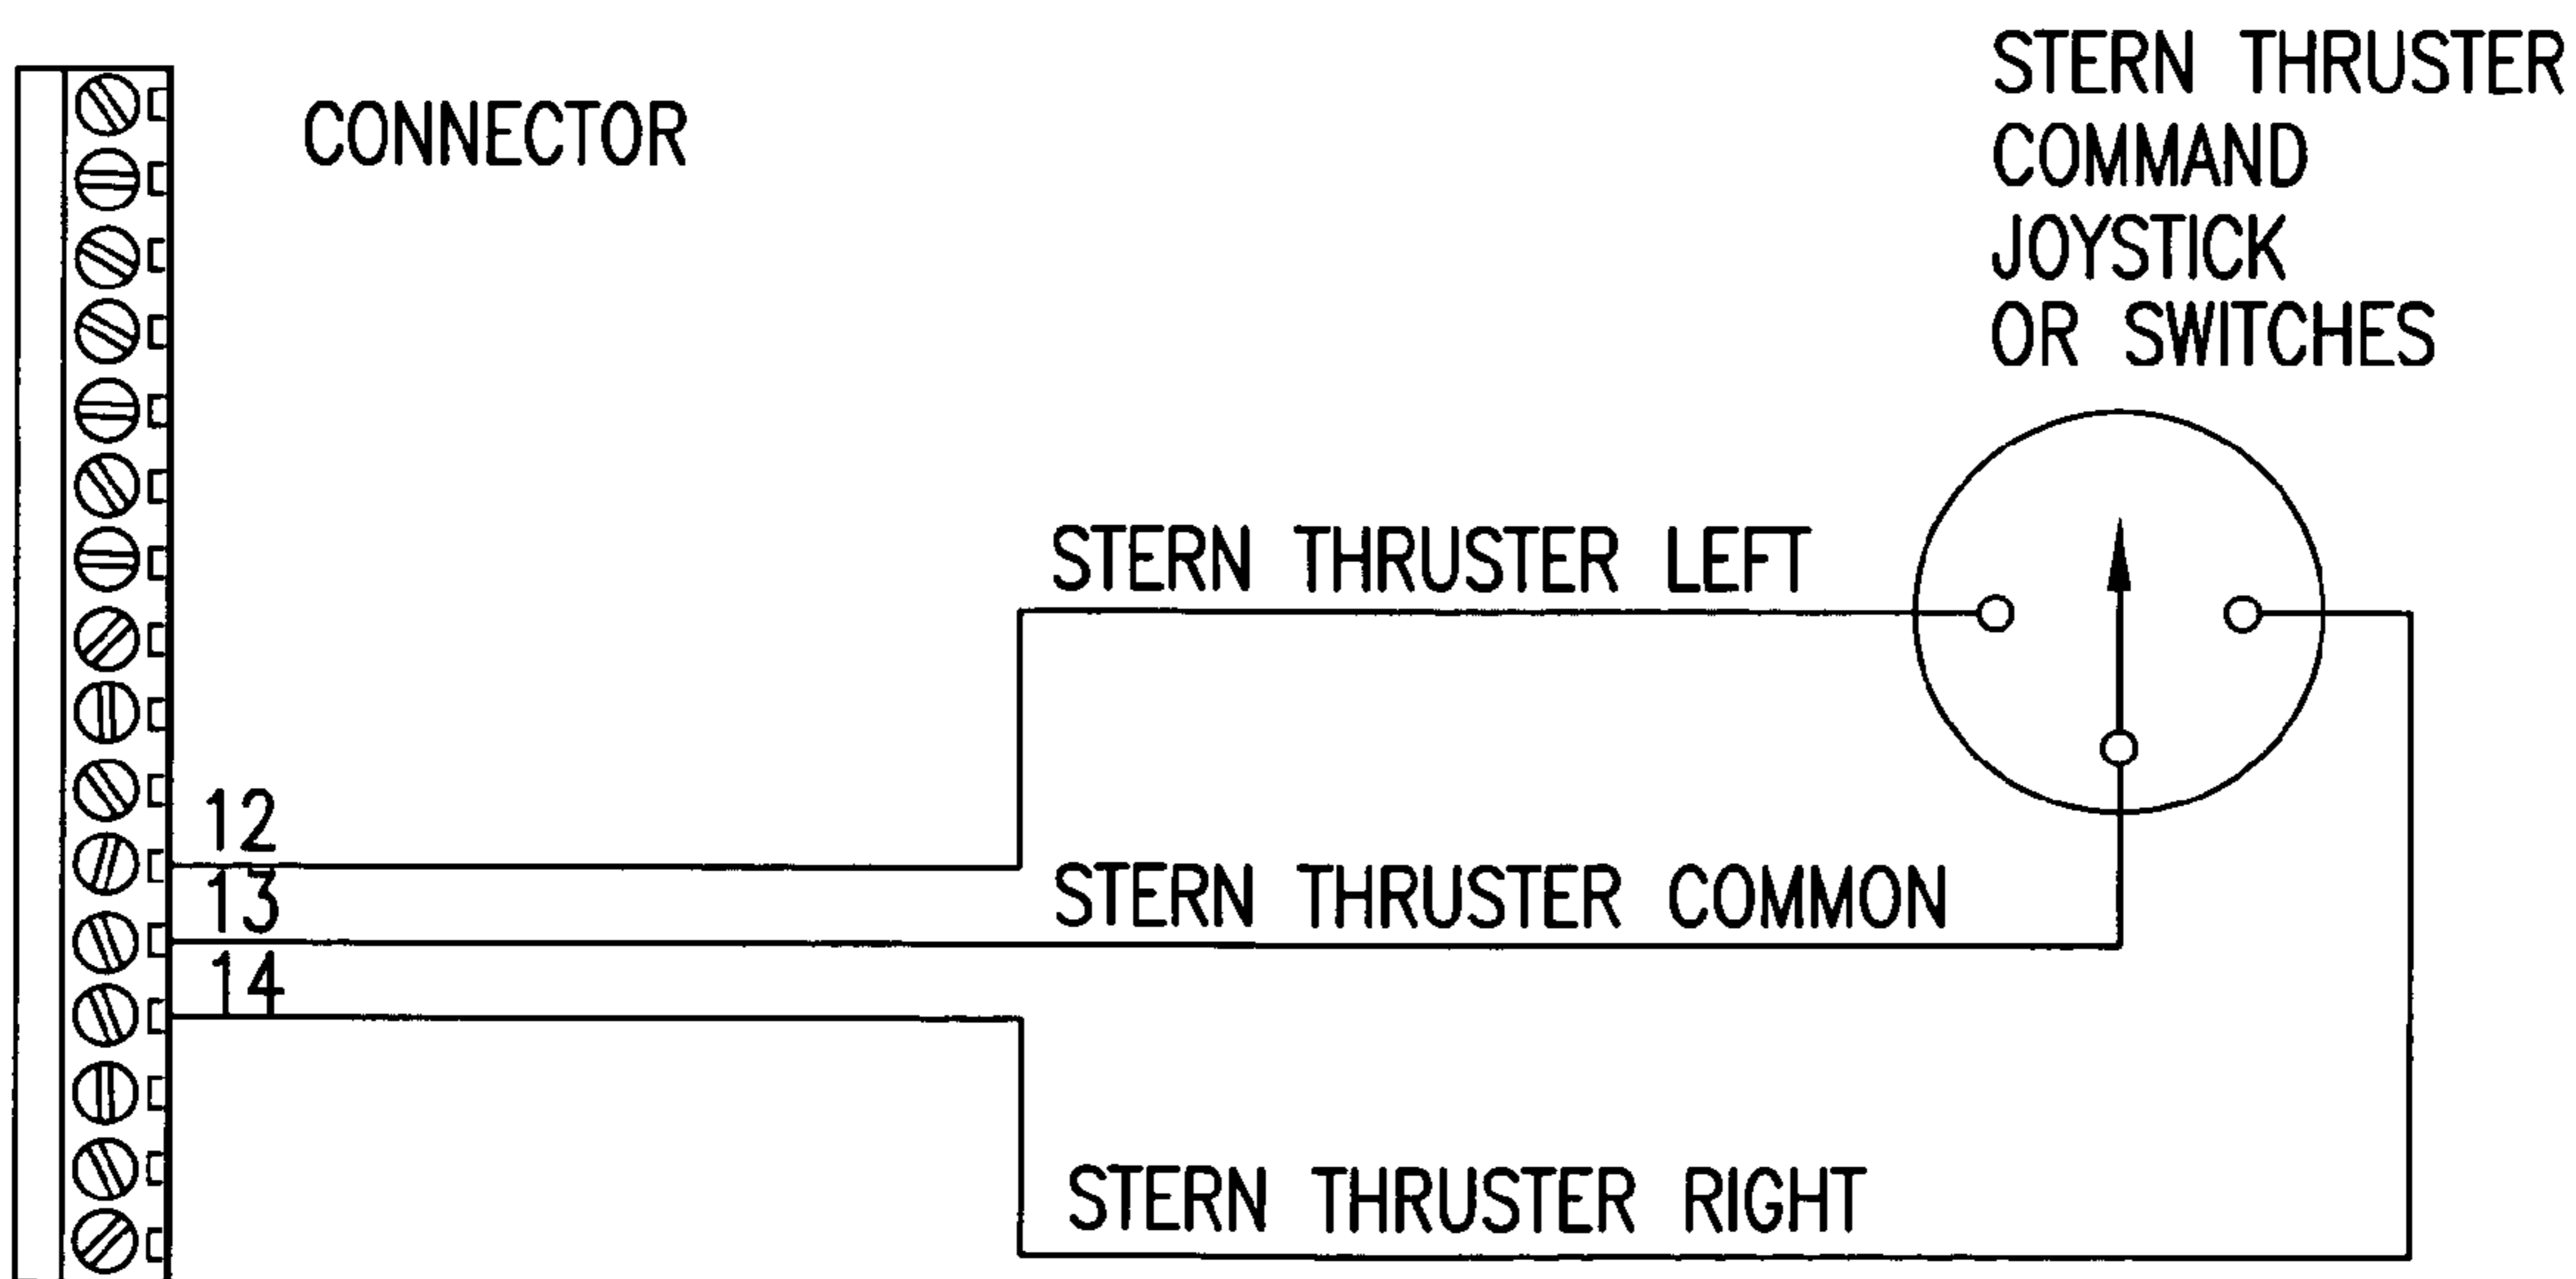 CONNECTOR
STERN THRUSTER
COMMAND
JOYSTICK
OR SWITCHES
STERN THRUSTER LEFT
12
STERN THRUSTER COMMON
13
14
STERN THRUSTER RIGHT